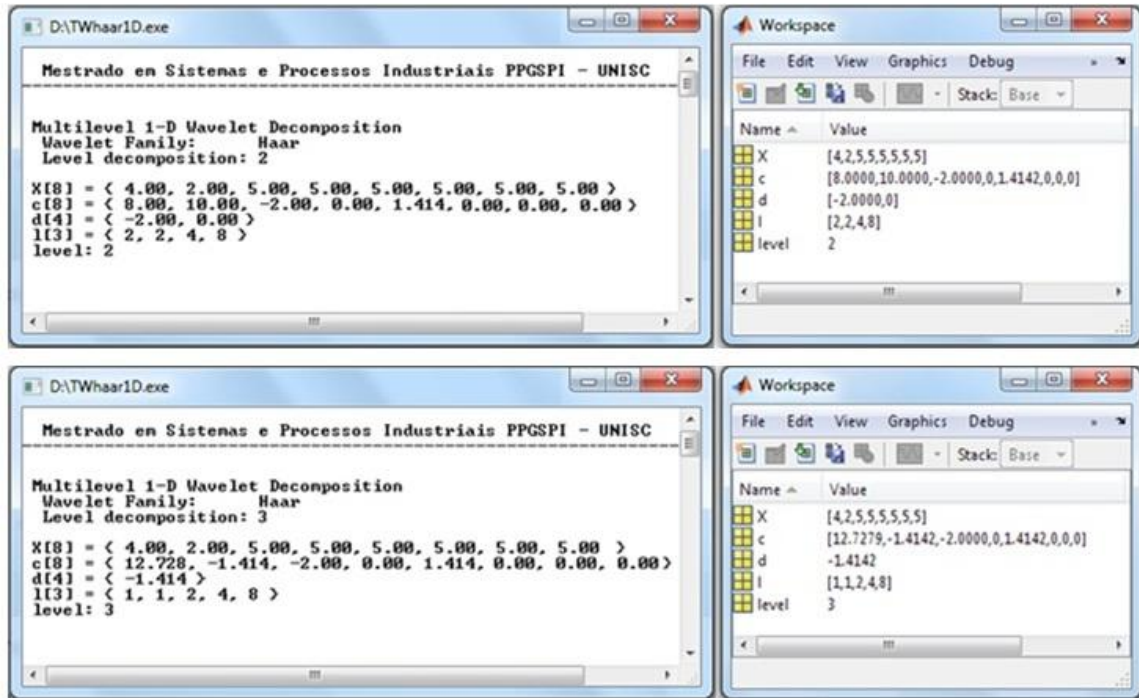 D:\TWhaar1D.exe
Mestrado em Sistemas e Processos Industriais PPGSPI - UNISC
Multilevel 1-D Wavelet Decomposition
Wavelet Family: Haar
Level decomposition: 2
X[8] = { 4.00, 2.00, 5.00, 5.00, 5.00, 5.00, 5.00, 5.00 }
c[8] = { 8.00, 10.00, -2.00, 0.00, 1.414, 0.00, 0.00, 0.00 }
d[4] = { -2.00, 0.00 }
l[3] = { 2, 2, 4, 8 }
level: 2
Workspace
File Edit View Graphics Debug »
Stack: Base
Name Value
X [4,2,5,5,5,5,5,5]
c [8.0000,10.0000,-2.0000,0,1.4142,0,0,0]
d [-2.0000,0]
l [2,2,4,8]
level 2
D:\TWhaar1D.exe
Mestrado em Sistemas e Processos Industriais PPGSPI - UNISC
Multilevel 1-D Wavelet Decomposition
Wavelet Family: Haar
Level decomposition: 3
X[8] = { 4.00, 2.00, 5.00, 5.00, 5.00, 5.00, 5.00, 5.00 }
c[8] = { 12.728, -1.414, -2.00, 0.00, 1.414, 0.00, 0.00, 0.00}
d[4] = { -1.414 }
l[3] = { 1, 1, 2, 4, 8 }
level: 3
Workspace
File Edit View Graphics Debug »
Stack: Base
Name Value
X [4,2,5,5,5,5,5,5]
c [12.7279,-1.4142,-2.0000,0,1.4142,0,0,0]
d -1.4142
l [1,1,2,4,8]
level 3